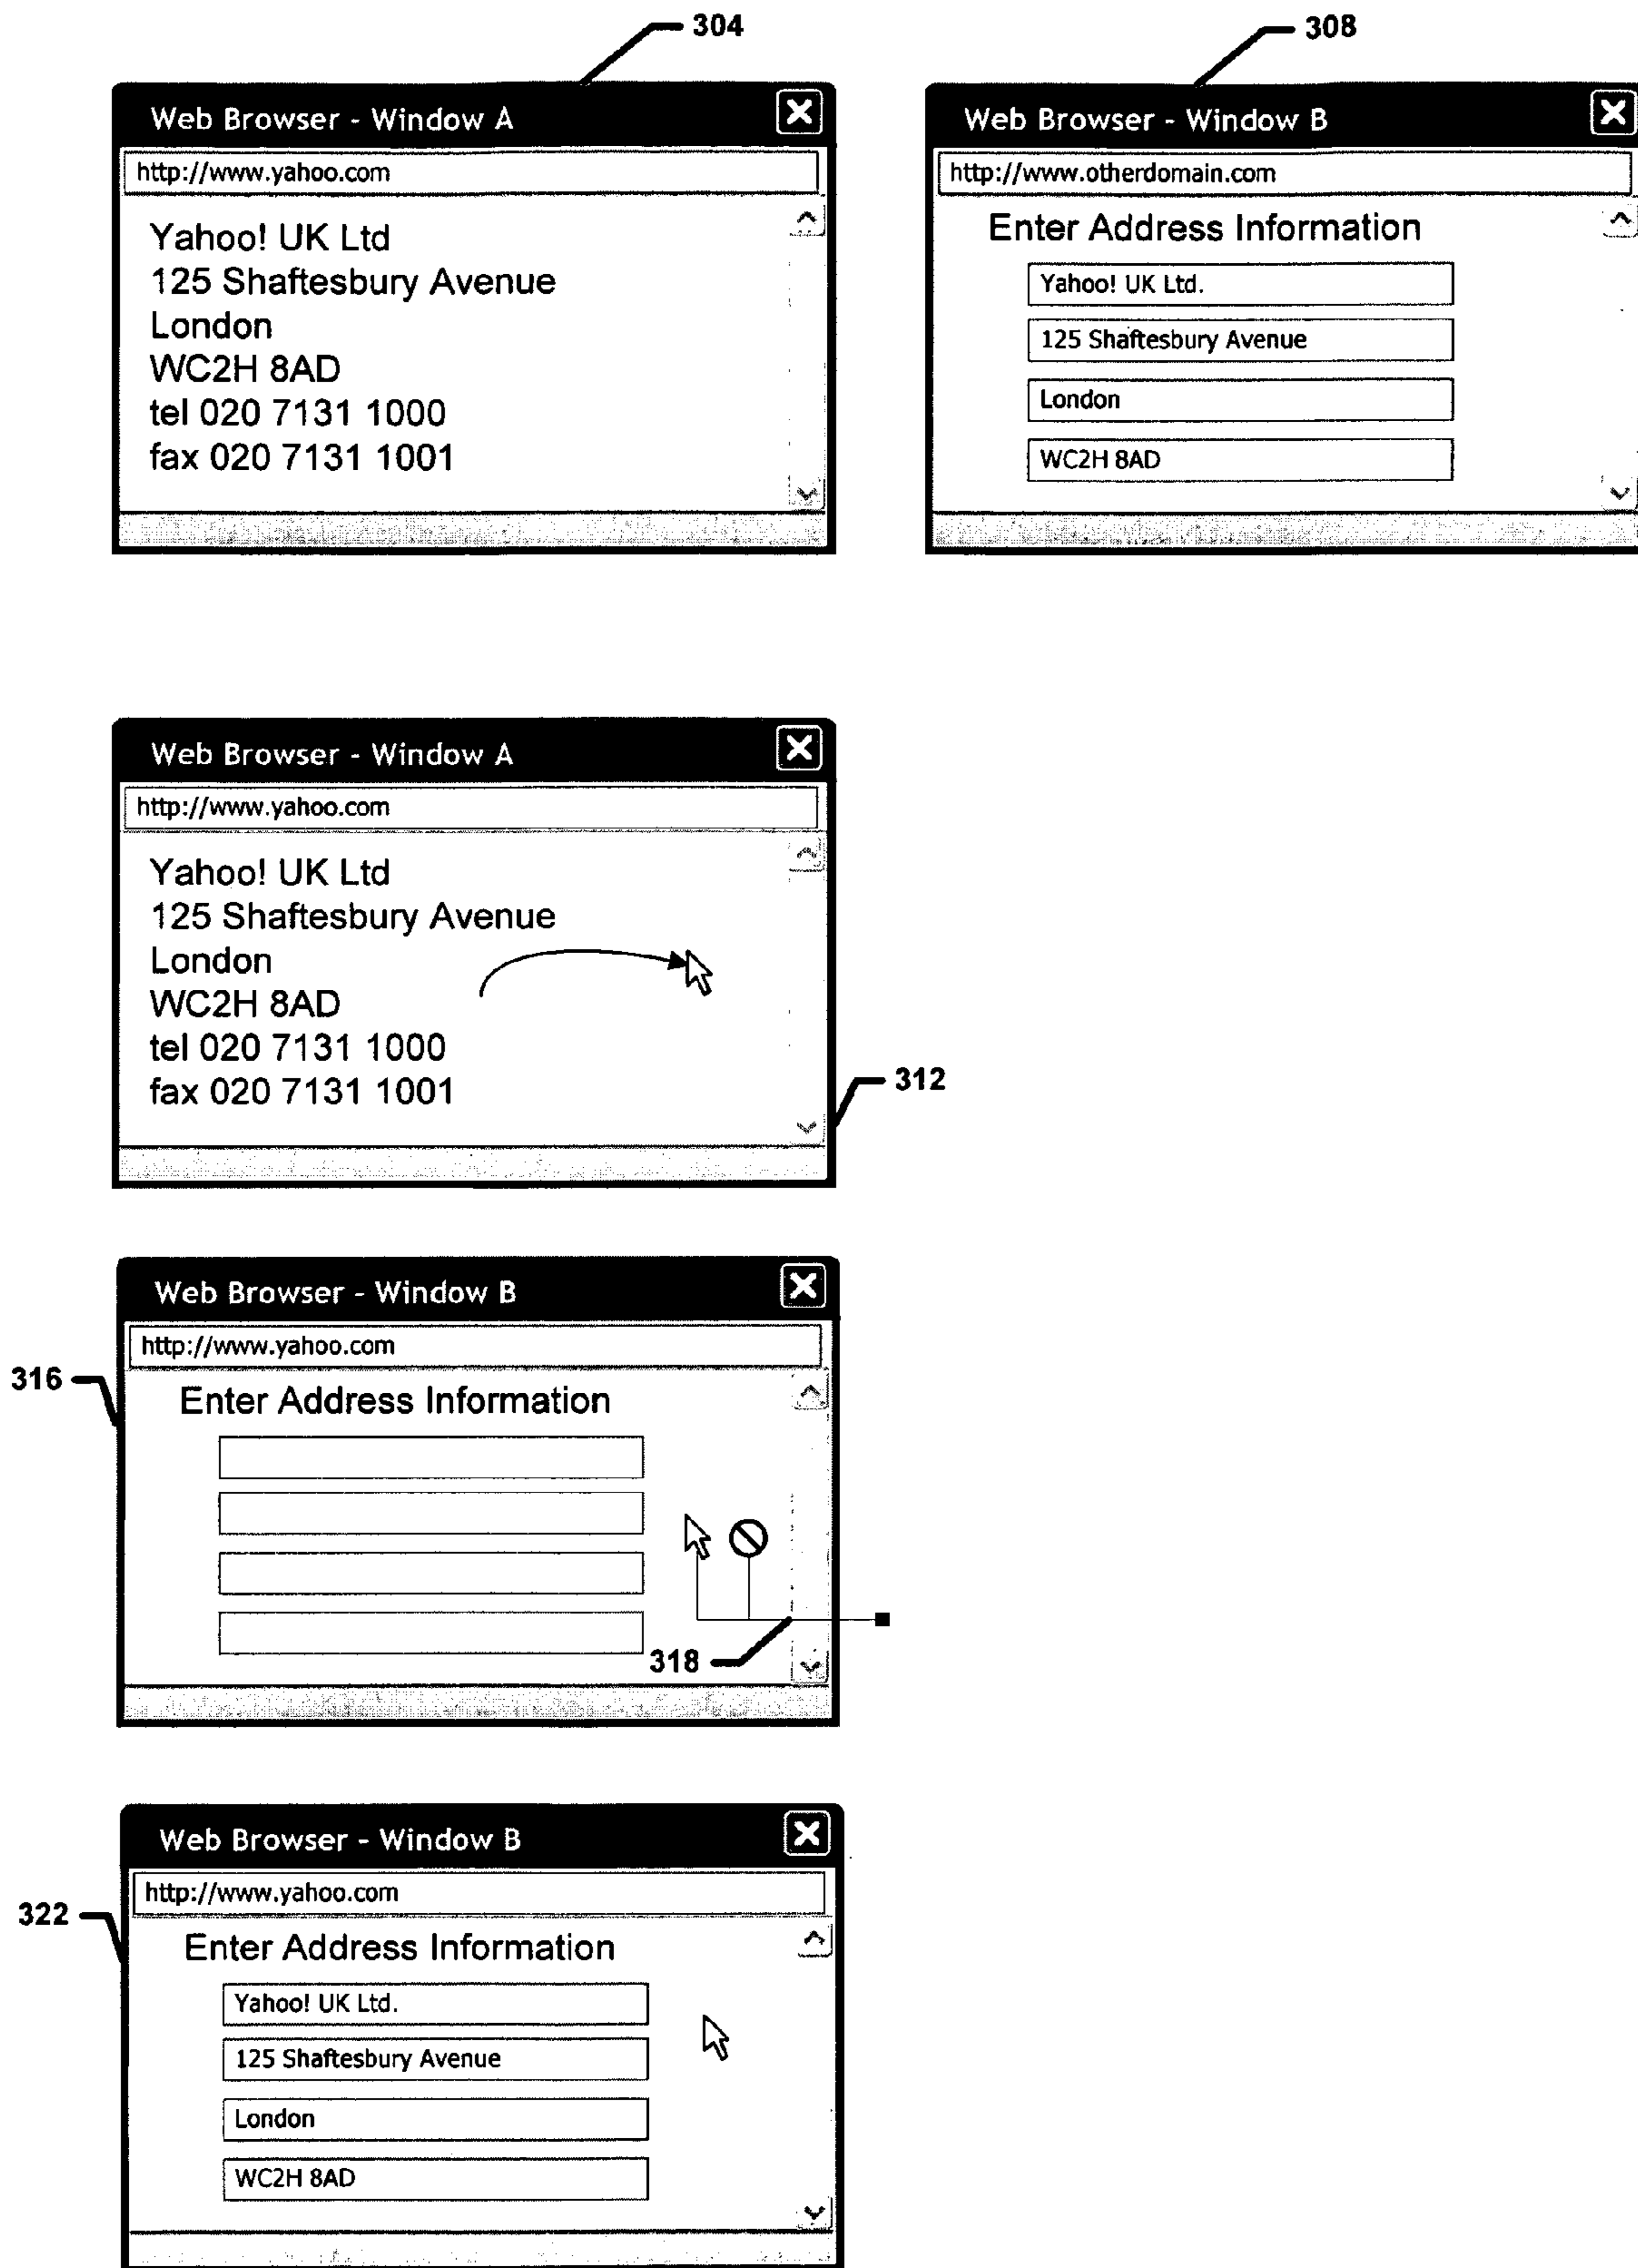 304
308
Web Browser - Window A
http://www.yahoo.com
Yahoo! UK Ltd
125 Shaftesbury Avenue
London
WC2H 8AD
tel 020 7131 1000
fax 020 7131 1001
Web Browser - Window B
http://www.otherdomain.com
Enter Address Information
Yahoo! UK Ltd.
125 Shaftesbury Avenue
London
WC2H 8AD
Web Browser - Window A
http://www.yahoo.com
Yahoo! UK Ltd
125 Shaftesbury Avenue
London
WC2H 8AD
tel 020 7131 1000
fax 020 7131 1001
312
Web Browser - Window B
http://www.yahoo.com
316
Enter Address Information
318
Web Browser - Window B
http://www.yahoo.com
322
Enter Address Information
Yahoo! UK Ltd.
125 Shaftesbury Avenue
London
WC2H 8AD